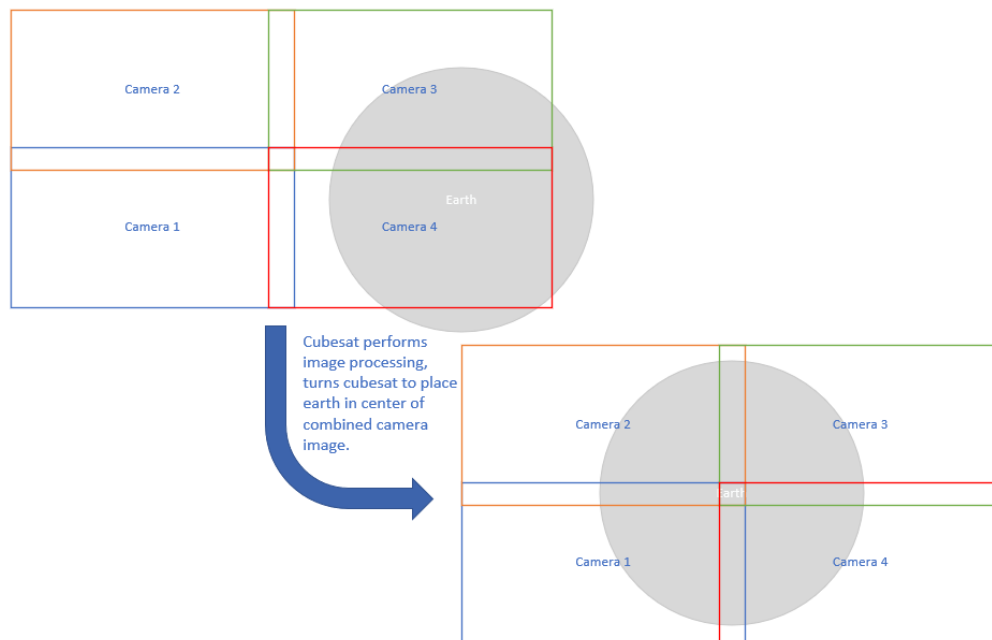 Camera 2
Camera 3
Earth
Camera 1
Camera 4
Cubesat performs
image processing,
turns cubesat to place
earth in center of
combined camera
image.
Camera 2
Camera 3
Earth
Camera 1
Camera 4